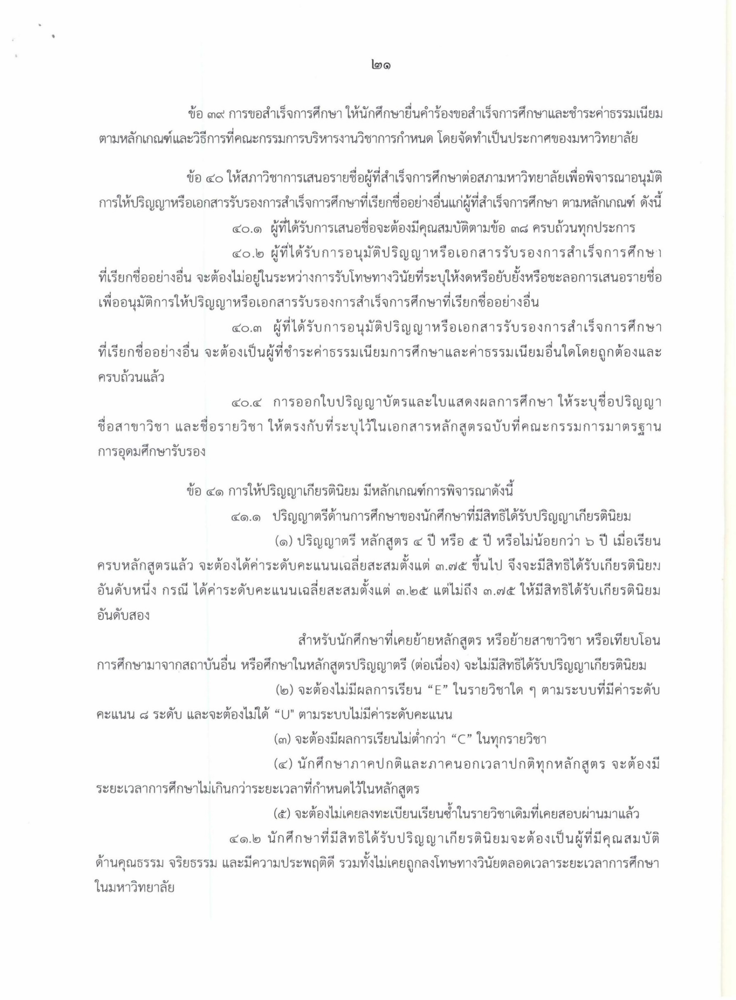 ๒๑
ข้อ ๓๙ การขอสำเร็จการศึกษา ให้นักศึกษายื่นคำร้องขอสำเร็จการศึกษาและชำระค่าธรรมเนียม
ตามหลักเกณฑ์และวิธีการที่คณะกรรมการบริหารงานวิชาการกำหนด โดยจัดทำเป็นประกาศของมหาวิทยาลัย
ข้อ ๔๐ ให้สภาวิชาการเสนอรายชื่อผู้ที่สำเร็จการศึกษาต่อสภามหาวิทยาลัยเพื่อพิจารณาอนุมัติ
การให้ปริญญาหรือเอกสารรับรองการสำเร็จการศึกษาที่เรียกชื่ออย่างอื่นแก่ผู้ที่สำเร็จการศึกษา ตามหลักเกณฑ์ ดังนี้
๔๐.๑ ผู้ที่ได้รับการเสนอชื่อจะต้องมีคุณสมบัติตามข้อ ๓๘ ครบถ้วนทุกประการ
๔๐.๒ ผู้ที่ได้รับการอนุมัติปริญญาหรือเอกสารรับรองการสำเร็จการศึกษา
ที่เรียกชื่ออย่างอื่น จะต้องไม่อยู่ในระหว่างการรับโทษทางวินัยที่ระบุให้งดหรือยับยั้งหรือชะลอการเสนอรายชื่อ
เพื่ออนุมัติการให้ปริญญาหรือเอกสารรับรองการสำเร็จการศึกษาที่เรียกชื่ออย่างอื่น
๔๐.๓ ผู้ที่ได้รับการอนุมัติปริญญาหรือเอกสารรับรองการสำเร็จการศึกษา
ที่เรียกชื่ออย่างอื่น จะต้องเป็นผู้ที่ชำระค่าธรรมเนียมการศึกษาและค่าธรรมเนียมอื่นใดโดยถูกต้องและ
ครบถ้วนแล้ว
๔๐.๔ การออกใบปริญญาบัตรและใบแสดงผลการศึกษา ให้ระบุชื่อปริญญา
ชื่อสาขาวิชา และชื่อรายวิชา ให้ตรงกับที่ระบุไว้ในเอกสารหลักสูตรฉบับที่คณะกรรมการมาตรฐาน
การอุดมศึกษารับรอง
ข้อ ๔๑ การให้ปริญญาเกียรตินิยม มีหลักเกณฑ์การพิจารณาดังนี้
๔๑.๑ ปริญญาตรีด้านการศึกษาของนักศึกษาที่มีสิทธิได้รับปริญญาเกียรตินิยม
(๑) ปริญญาตรี หลักสูตร ๔ ปี หรือ ๕ ปี หรือไม่น้อยกว่า ๖ ปี เมื่อเรียน
ครบหลักสูตรแล้ว จะต้องได้ค่าระดับคะแนนเฉลี่ยสะสมตั้งแต่ ๓.๗๕ ขึ้นไป จึงจะมีสิทธิได้รับเกียรตินิยม
อันดับหนึ่ง กรณี ได้ค่าระดับคะแนนเฉลี่ยสะสมตั้งแต่ ๓.๒๕ แต่ไม่ถึง ๓.๗๕ ให้มีสิทธิได้รับเกียรตินิยม
อันดับสอง
สำหรับนักศึกษาที่เคยย้ายหลักสูตร หรือย้ายสาขาวิชา หรือเทียบโอน
การศึกษามาจากสถาบันอื่น หรือศึกษาในหลักสูตรปริญญาตรี (ต่อเนื่อง) จะไม่มีสิทธิได้รับปริญญาเกียรตินิยม
(๒) จะต้องไม่มีผลการเรียน “E” ในรายวิชาใด ๆ ตามระบบที่มีค่าระดับ
คะแนน ๘ ระดับ และจะต้องไม่ได้ “U" ตามระบบไม่มีค่าระดับคะแนน
(๓) จะต้องมีผลการเรียนไม่ต่ำกว่า “C” ในทุกรายวิชา
(๔) นักศึกษาภาคปกติและภาคนอกเวลาปกติทุกหลักสูตร จะต้องมี
ระยะเวลาการศึกษาไม่เกินกว่าระยะเวลาที่กำหนดไว้ในหลักสูตร
(๕) จะต้องไม่เคยลงทะเบียนเรียนซ้ำในรายวิชาเดิมที่เคยสอบผ่านมาแล้ว
๔๑.๒ นักศึกษาที่มีสิทธิได้รับปริญญาเกียรตินิยมจะต้องเป็นผู้ที่มีคุณสมบัติ
ด้านคุณธรรม จริยธรรม และมีความประพฤติดี รวมทั้งไม่เคยถูกลงโทษทางวินัยตลอดเวลาระยะเวลาการศึกษา
ในมหาวิทยาลัย